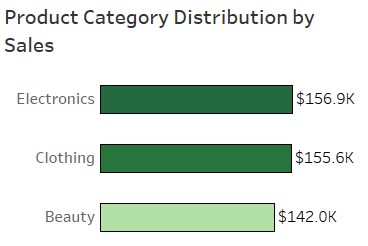 Product Category Distribution by
Sales
Electronics $156.9K
Clothing $155.6K
Beauty $142.0K